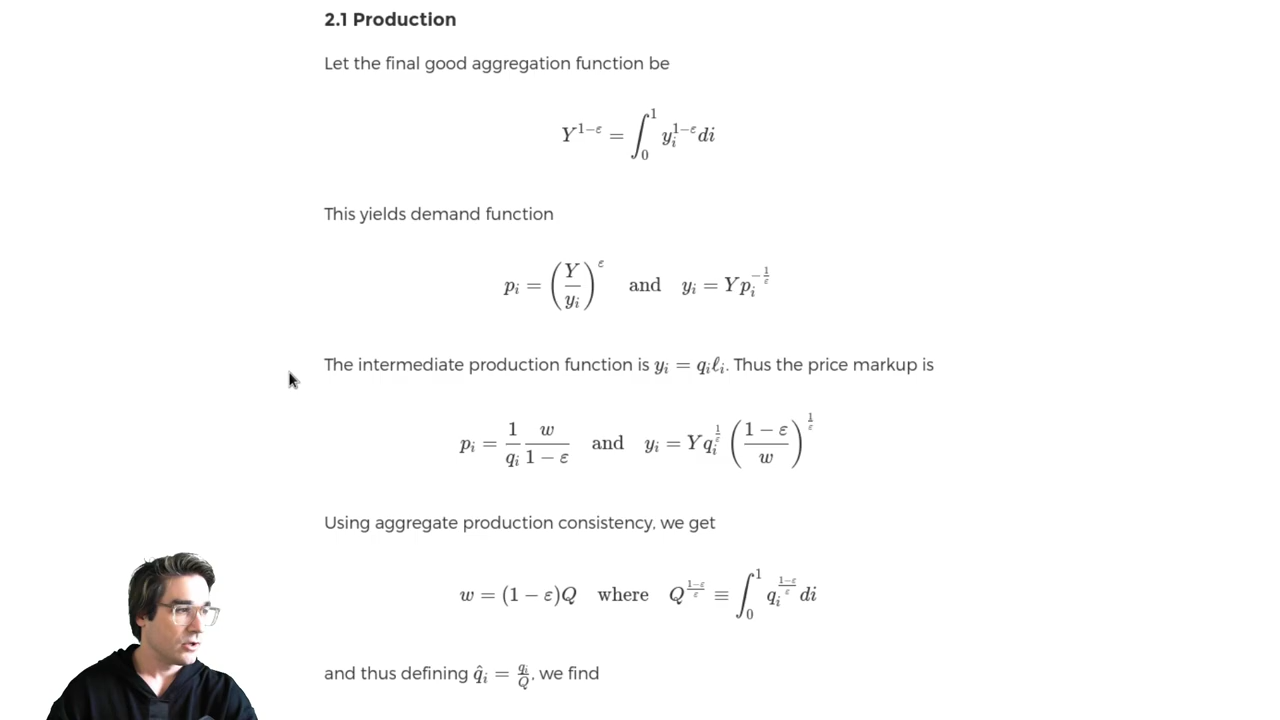 2.1 Production
Let the final good aggregation function be
Y^{1−ε} = ∫_0^1 y_i^{1−ε} di
This yields demand function
p_i = (Y/y_i)^ε and y_i = Y p_i^{−1/ε}
The intermediate production function is y_i = q_i ℓ_i. Thus the price markup is
p_i = 1/q_i w/(1 − ε) and y_i = Y q_i^{1/ε} ((1 − ε)/w)^{1/ε}
Using aggregate production consistency, we get
w = (1 − ε)Q where Q^{(1−ε)/ε} ≡ ∫_0^1 q_i^{(1−ε)/ε} di
and thus defining q̂_i = q_i/Q, we find